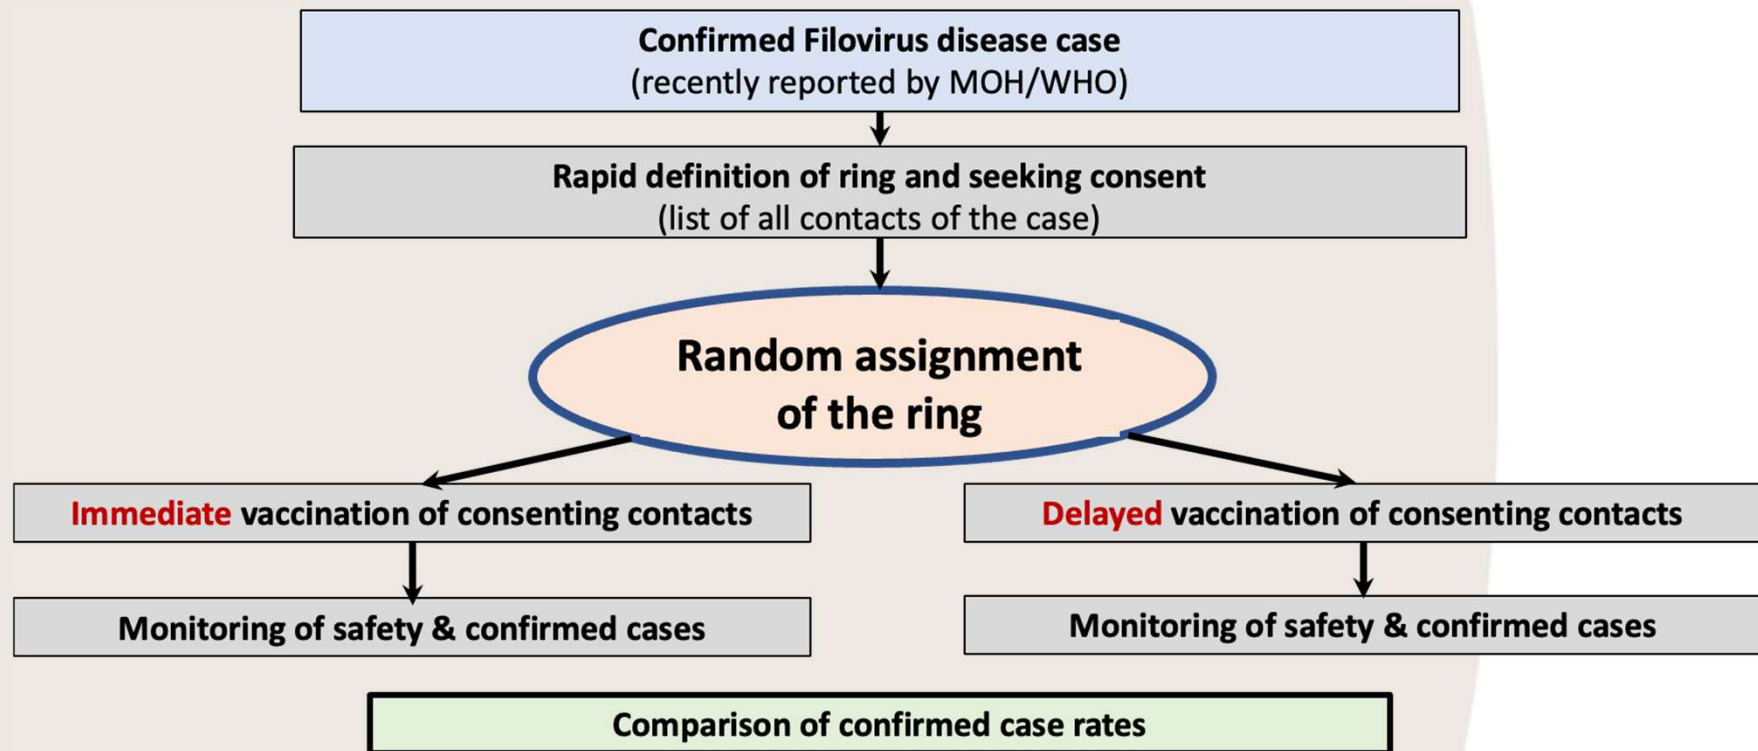 Confirmed Filovirus disease case
(recently reported by MOH/WHO)
Rapid definition of ring and seeking consent
(list of all contacts of the case)
Random assignment
of the ring
Immediate vaccination of consenting contacts
Delayed vaccination of consenting contacts
Monitoring of safety & confirmed cases
Monitoring of safety & confirmed cases
Comparison of confirmed case rates